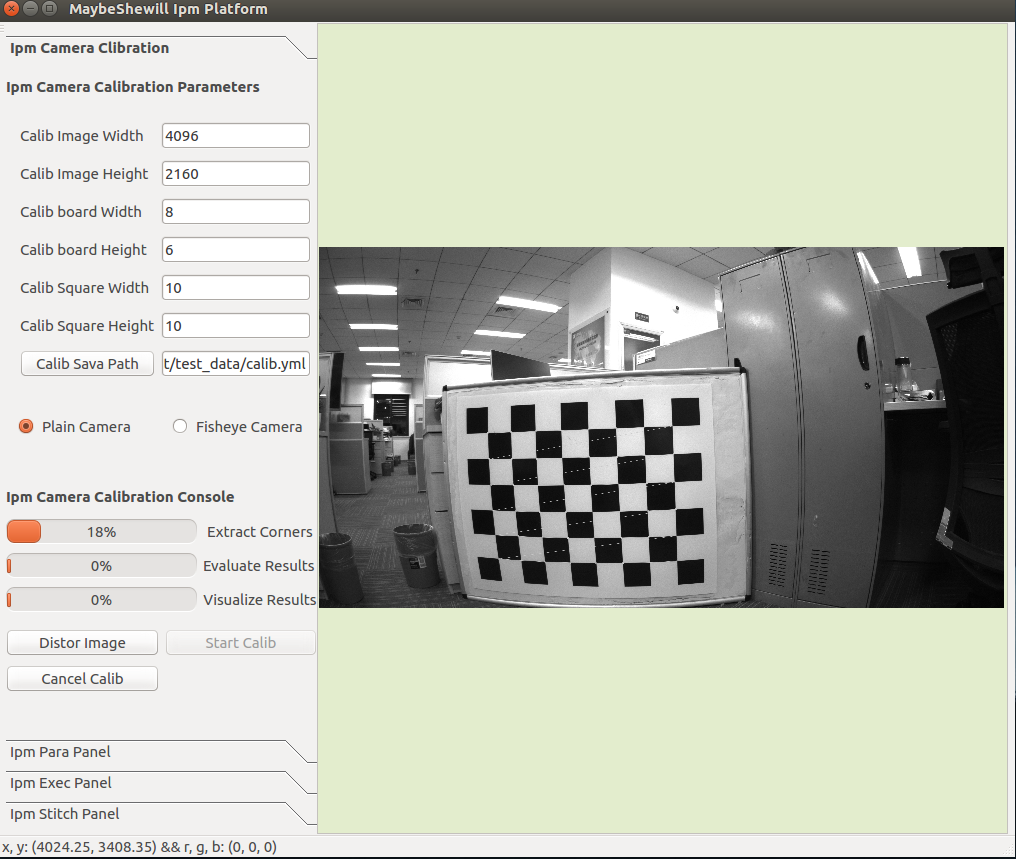 MaybeShewill Ipm Platform
Ipm Camera Clibration
Ipm Camera Calibration Parameters
Calib Image Width 4096
Calib Image Height 2160
Calib board Width 8
Calib board Height 6
Calib Square Width 10
Calib Square Height 10
Calib Sava Path t/test_data/calib.yml
Plain Camera Fisheye Camera
Ipm Camera Calibration Console
18% Extract Corners
0% Evaluate Results
0% Visualize Results
Distor Image Start Calib
Cancel Calib
Ipm Para Panel
Ipm Exec Panel
Ipm Stitch Panel
x, y: (4024.25, 3408.35) && r, g, b: (0, 0, 0)